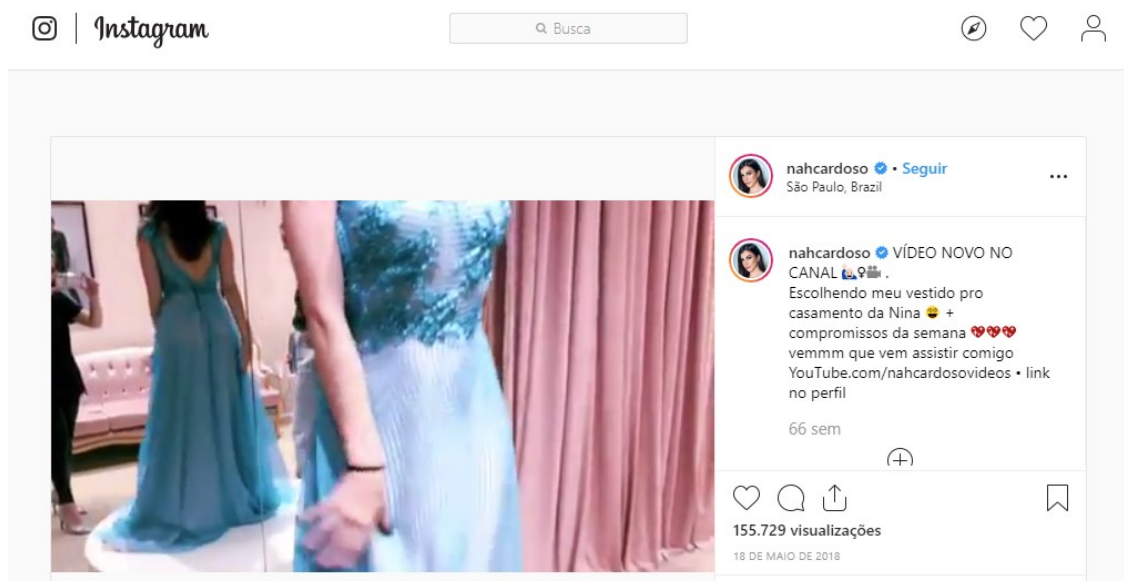 Instagram
Busca
nahcardoso • Seguir
São Paulo, Brazil
nahcardoso VÍDEO NOVO NO
CANAL 🙋🏻♀🎥 .
Escolhendo meu vestido pro
casamento da Nina 😩 +
compromissos da semana 💖💖💖
vemmm que vem assistir comigo
YouTube.com/nahcardosovideos • link
no perfil
66 sem
155.729 visualizações
18 DE MAIO DE 2018